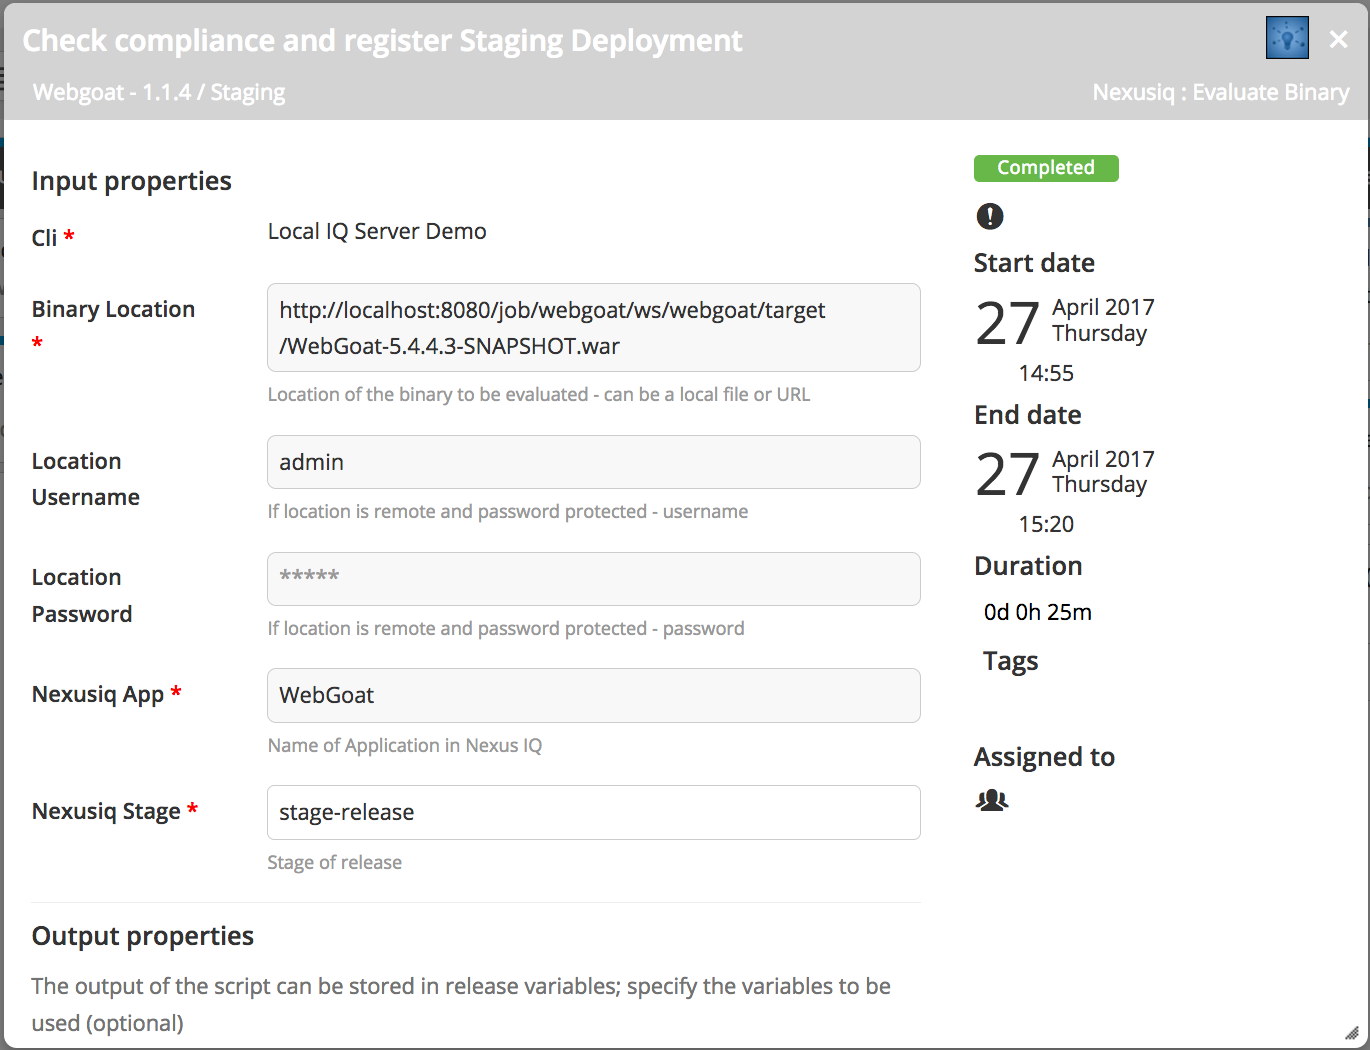 Check compliance and register Staging Deployment
Webgoat - 1.1.4 / Staging
Nexusiq : Evaluate Binary
Input properties
Cli *
Local IQ Server Demo
Binary Location
*
http://localhost:8080/job/webgoat/ws/webgoat/target
/WebGoat-5.4.4.3-SNAPSHOT.war
Location of the binary to be evaluated - can be a local file or URL
Location
Username
admin
If location is remote and password protected - username
Location
Password
*****
If location is remote and password protected - password
Nexusiq App *
WebGoat
Name of Application in Nexus IQ
Nexusiq Stage *
stage-release
Stage of release
Output properties
The output of the script can be stored in release variables; specify the variables to be
used (optional)
Completed
Start date
27 April 2017
Thursday
14:55
End date
27 April 2017
Thursday
15:20
Duration
0d 0h 25m
Tags
Assigned to